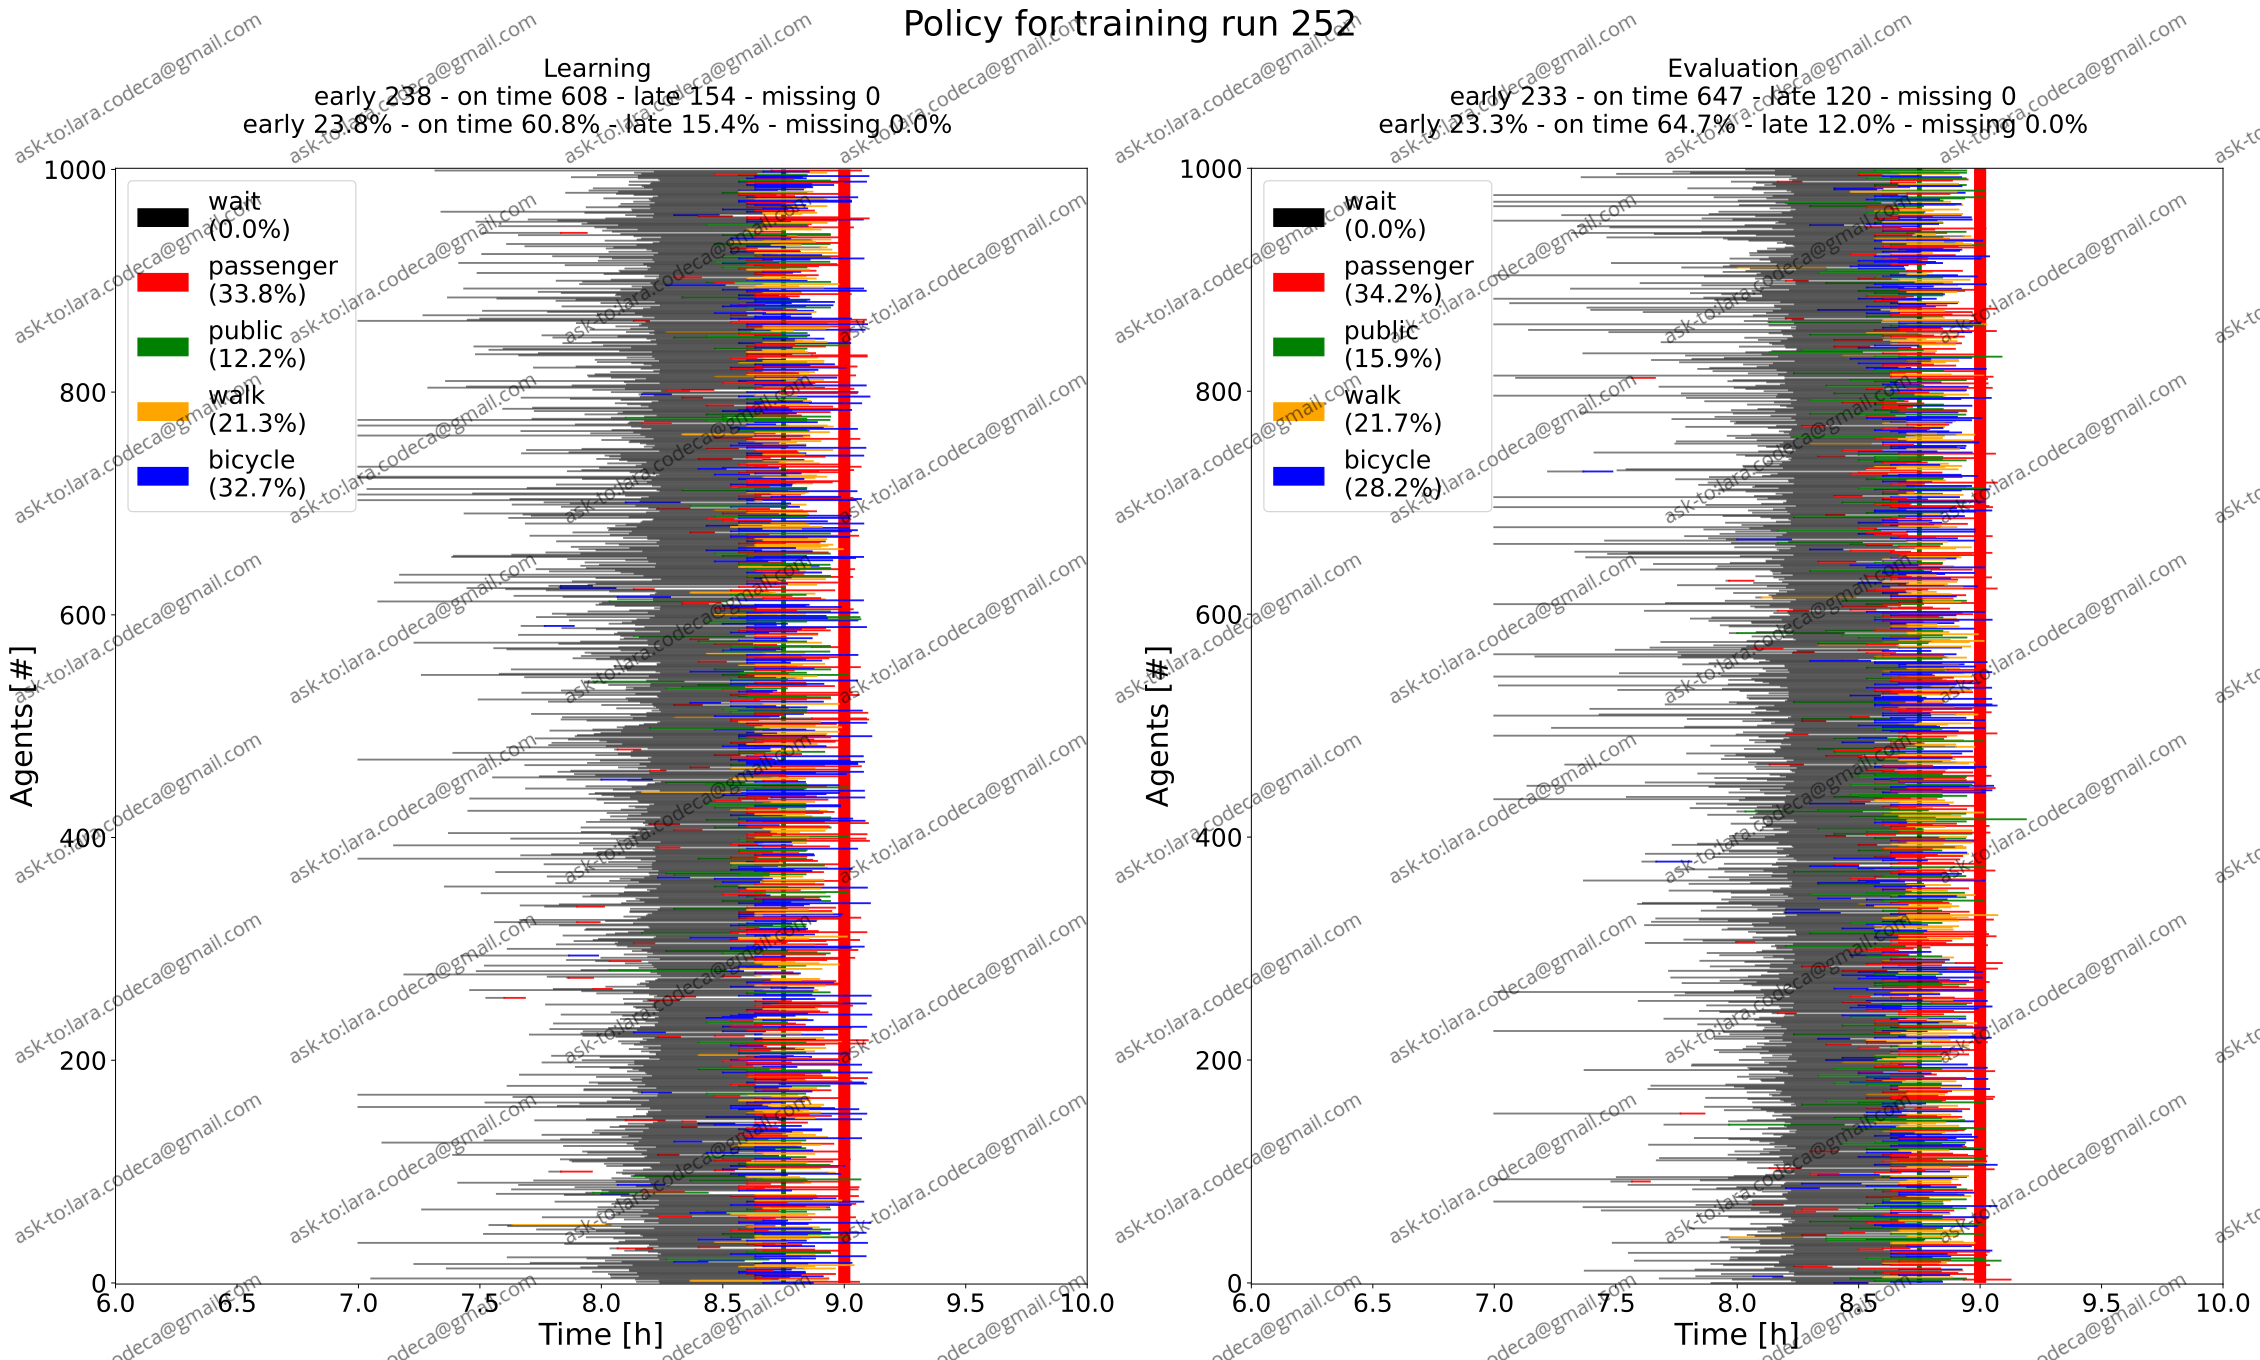 Policy for training run 252
Learning
early 238 - on time 608 - late 154 - missing 0
early 23.8% - on time 60.8% - late 15.4% - missing 0.0%
1000
800
600
400
200
0
Agents [#]
wait
(0.0%)
passenger
(33.8%)
public
(12.2%)
walk
(21.3%)
bicycle
(32.7%)
6.0 6.5 7.0 7.5 8.0 8.5 9.0 9.5 10.0
Time [h]
Evaluation
early 233 - on time 647 - late 120 - missing 0
early 23.3% - on time 64.7% - late 12.0% - missing 0.0%
1000
800
600
400
200
0
Agents [#]
wait
(0.0%)
passenger
(34.2%)
public
(15.9%)
walk
(21.7%)
bicycle
(28.2%)
6.0 6.5 7.0 7.5 8.0 8.5 9.0 9.5 10.0
Time [h]
ask-to:lara.codeca@gmail.com